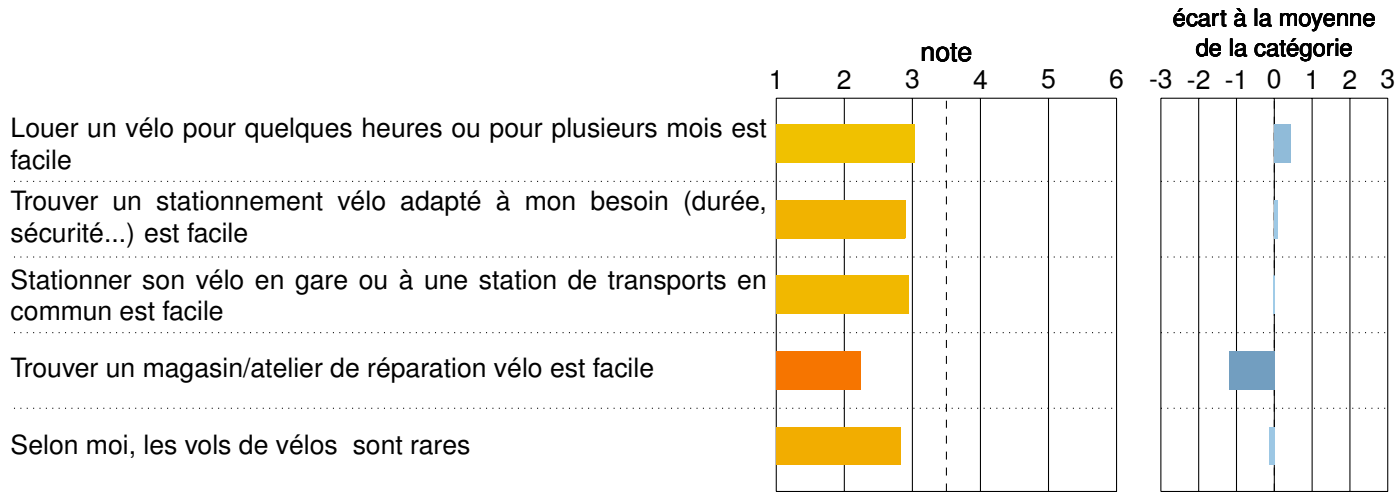 écart à la moyenne
note de la catégorie
1 2 3 4 5 6 -3 -2 -1 0 1 2 3
Louer un vélo pour quelques heures ou pour plusieurs mois est
facile
Trouver un stationnement vélo adapté à mon besoin (durée,
sécurité...) est facile
Stationner son vélo en gare ou à une station de transports en
commun est facile
Trouver un magasin/atelier de réparation vélo est facile
Selon moi, les vols de vélos sont rares